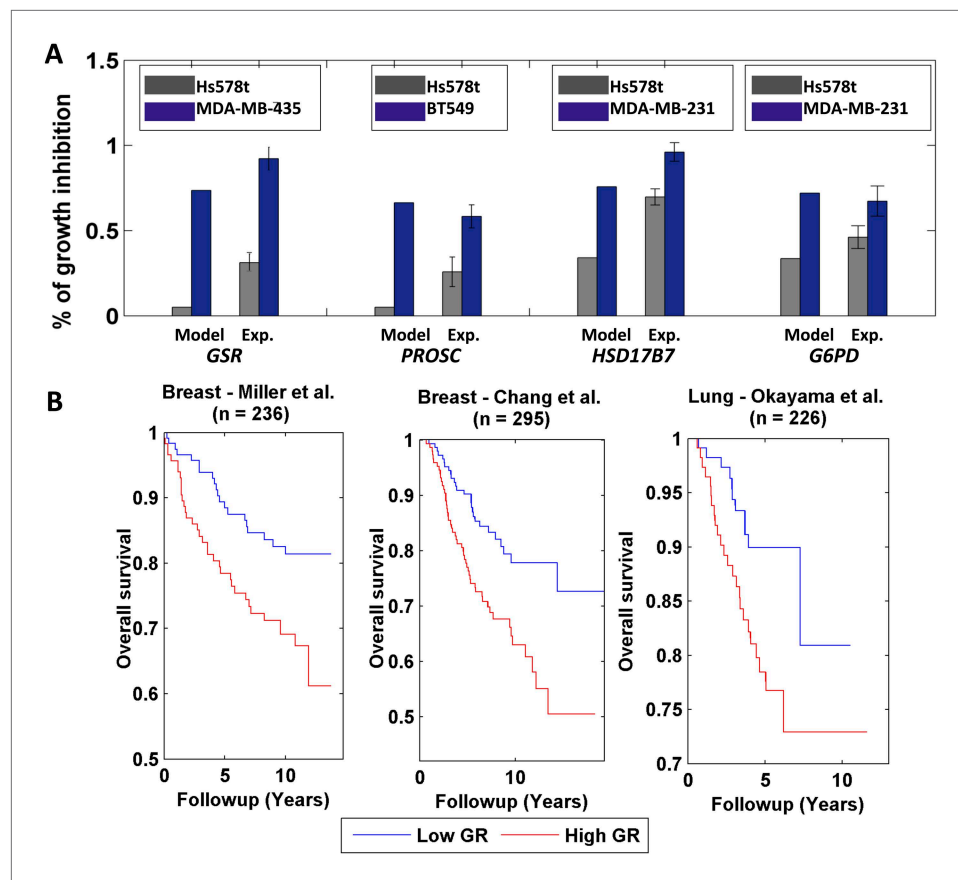 A
% of growth inhibition
1.5
1
0.5
0
Hs578t
MDA-MB-435
Hs578t
BT549
Hs578t
MDA-MB-231
Hs578t
MDA-MB-231
Model Exp.
GSR
Model Exp.
PROSC
Model Exp.
HSD17B7
Model Exp.
G6PD
B
Breast - Miller et al.
(n = 236)
Overall survival
1
0.9
0.8
0.7
0.6
0.5
0 5 10
Followup (Years)
Breast - Chang et al.
(n = 295)
Overall survival
1
0.9
0.8
0.7
0.6
0.5
0 10
Followup (Years)
Lung - Okayama et al.
(n = 226)
Overall survival
1
0.95
0.9
0.85
0.8
0.75
0.7
0 5 10
Followup (Years)
Low GR High GR